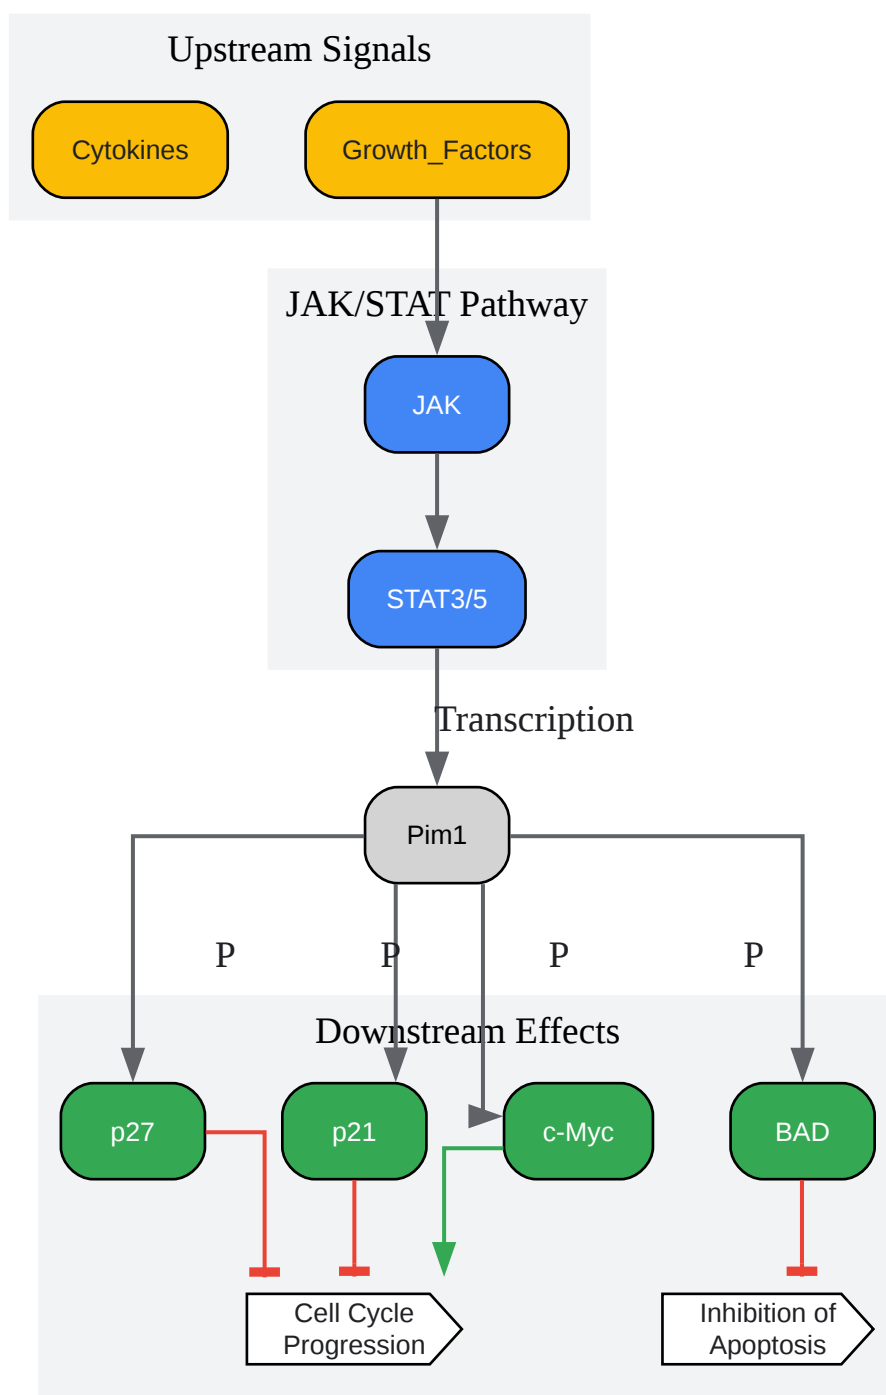 Upstream Signals
Cytokines
Growth_Factors
JAK/STAT Pathway
JAK
STAT3/5
Transcription
Pim1
P
P
P
P
Downstream Effects
p27
p21
c-Myc
BAD
Cell Cycle
Progression
Inhibition of
Apoptosis